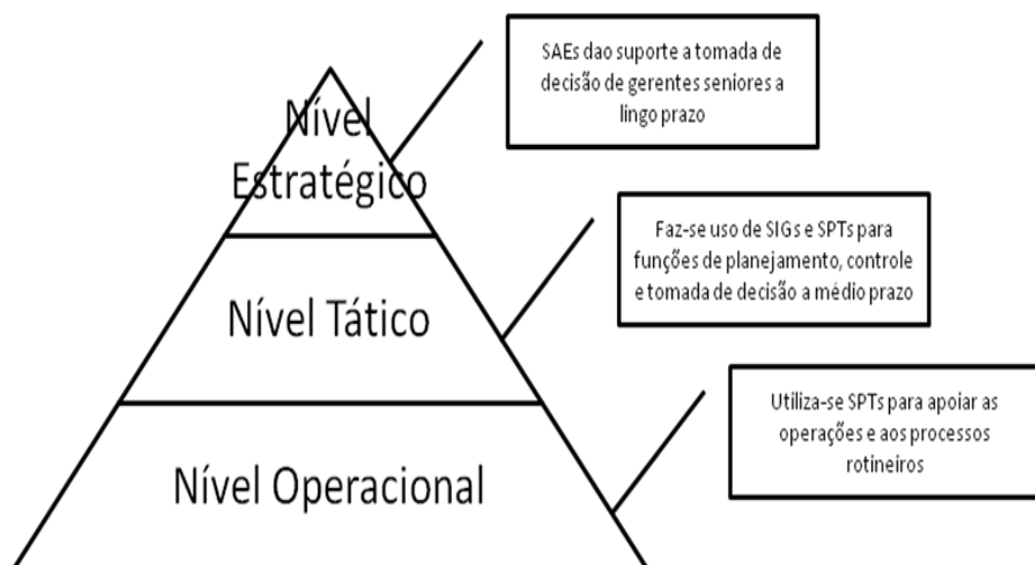 Nível
Estratégico
SAEs dao suporte a tomada de
decisão de gerentes seniores a
lingo prazo
Nível Tático
Faz-se uso de SIGs e SPTs para
funções de planejamento, controle
e tomada de decisão a médio prazo
Nível Operacional
Utiliza-se SPTs para apoiar as
operações e aos processos
rotineiros